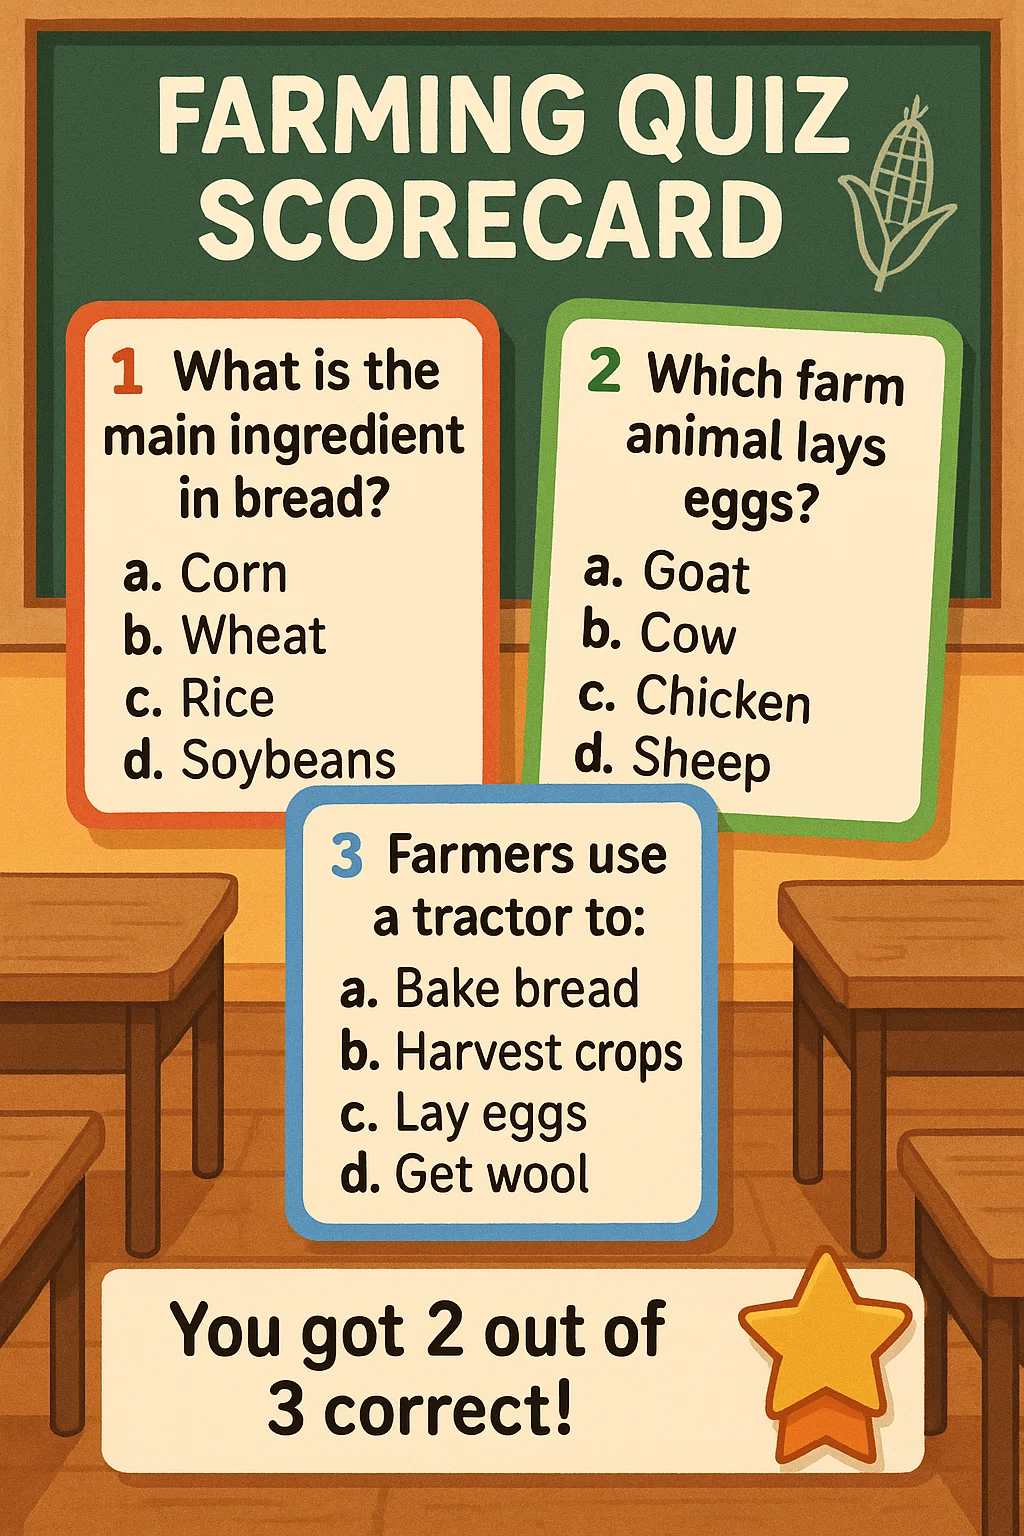 FARMING QUIZ
SCORECARD
1 What is the
main ingredient
in bread?
a. Corn
b. Wheat
c. Rice
d. Soybeans
2 Which farm
animal lays
eggs?
a. Goat
b. Cow
c. Chicken
d. Sheep
3 Farmers use
a tractor to:
a. Bake bread
b. Harvest crops
c. Lay eggs
d. Get wool
You got 2 out of
3 correct!